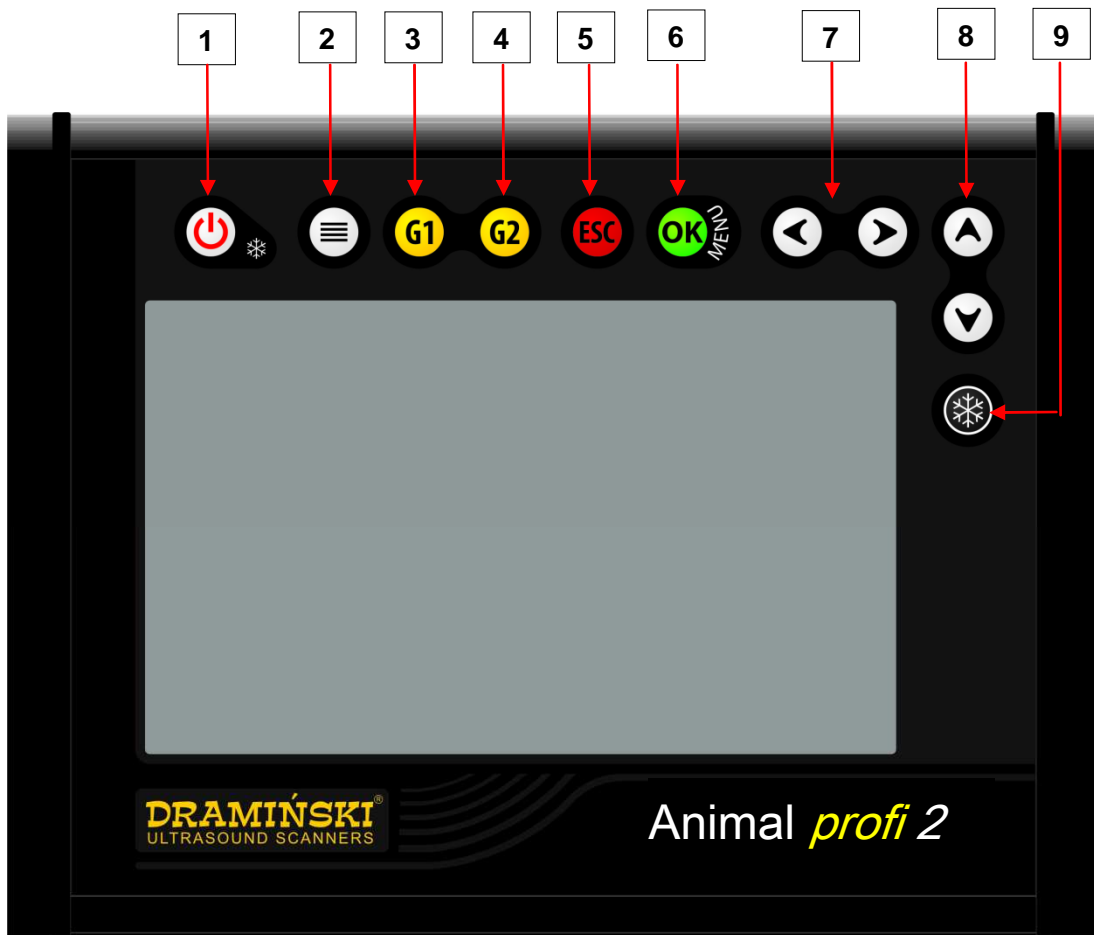 1 2 3 4 5 6 7 8 9
G1 G2 ESC OK MENU
DRAMIŃSKI®
ULTRASOUND SCANNERS
Animal profi 2